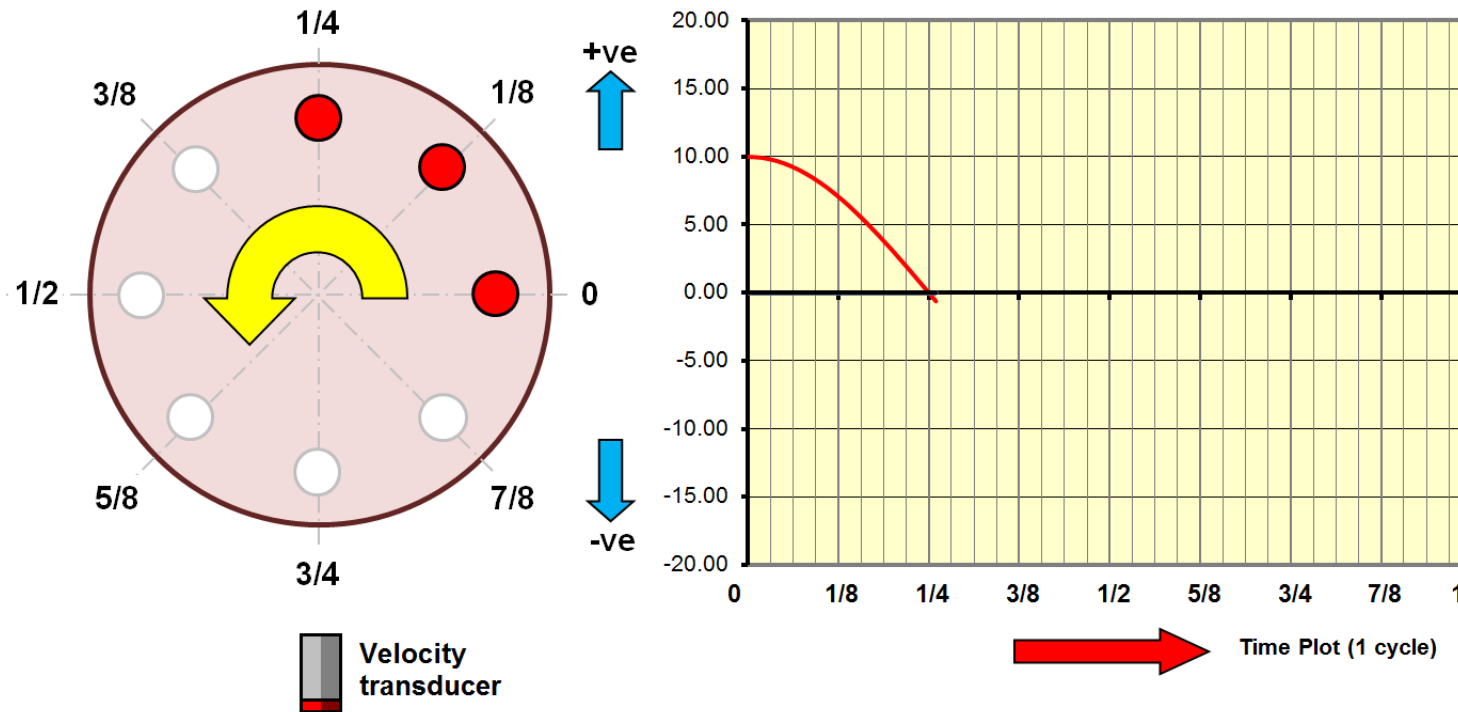 1/4
3/8
1/8
1/2
0
5/8
7/8
3/4
+ve
-ve
Velocity
transducer
20.00
15.00
10.00
5.00
0.00
-5.00
-10.00
-15.00
-20.00
0 1/8 1/4 3/8 1/2 5/8 3/4 7/8 1
Time Plot (1 cycle)